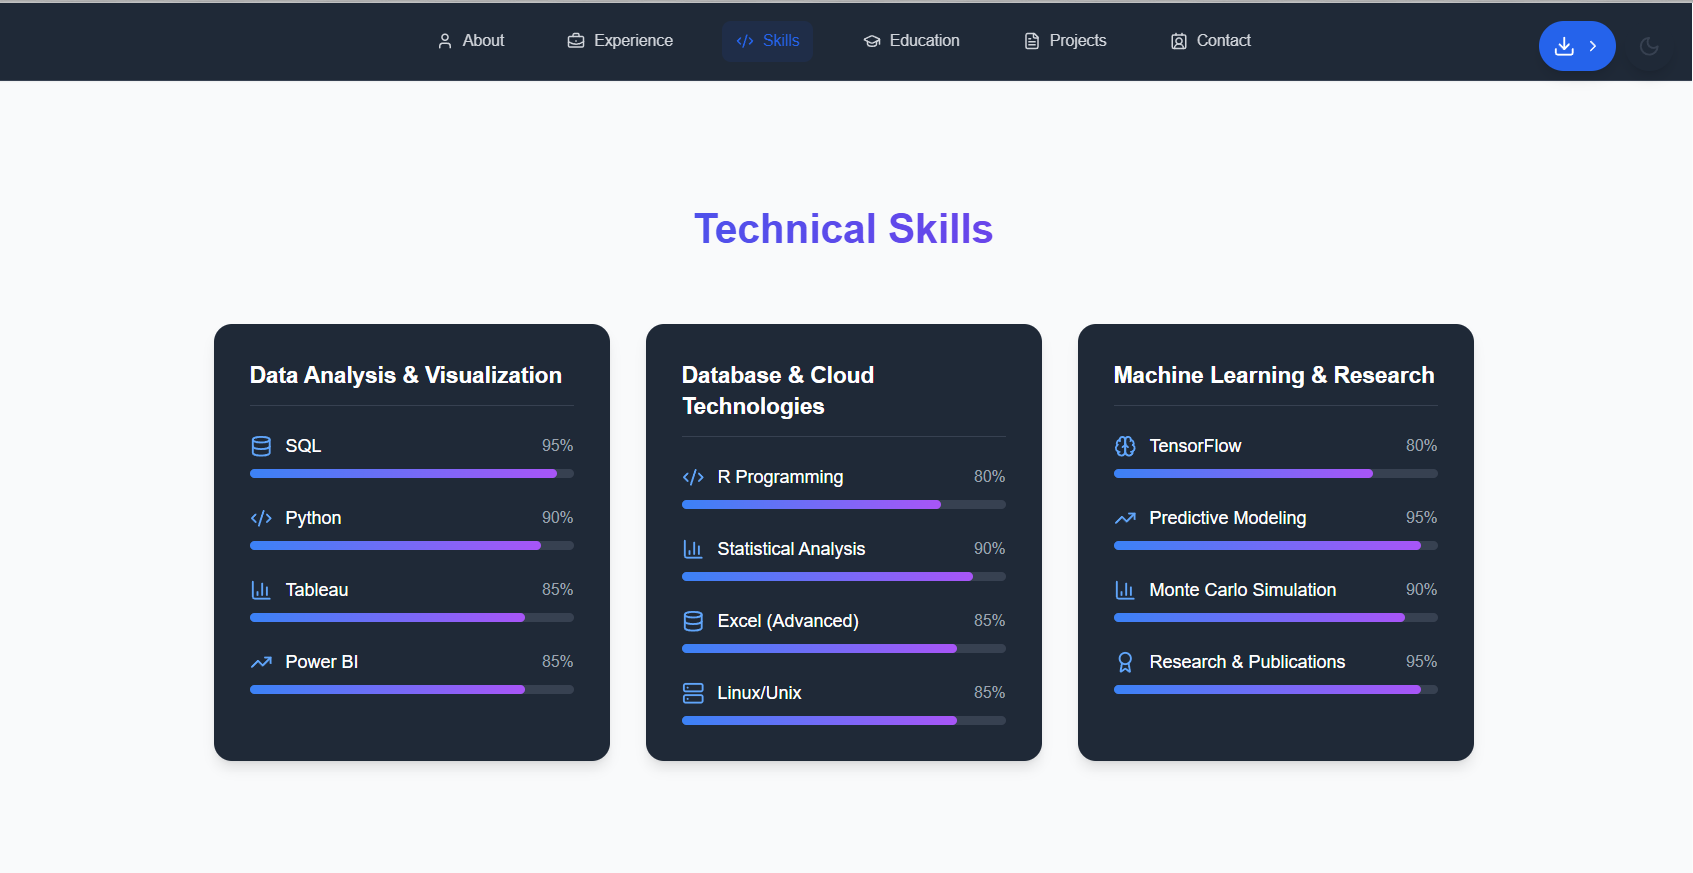 About
Experience
Skills
Education
Projects
Contact
Technical Skills
Data Analysis & Visualization
SQL 95%
Python 90%
Tableau 85%
Power BI 85%
Database & Cloud
Technologies
R Programming 80%
Statistical Analysis 90%
Excel (Advanced) 85%
Linux/Unix 85%
Machine Learning & Research
TensorFlow 80%
Predictive Modeling 95%
Monte Carlo Simulation 90%
Research & Publications 95%